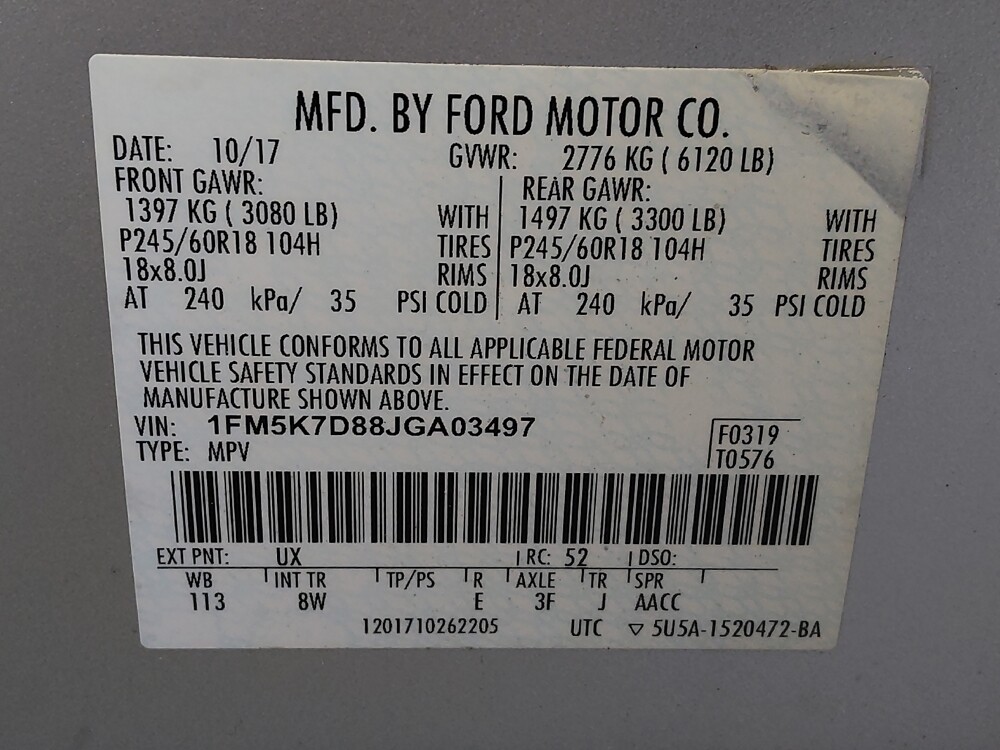 MFD. BY FORD MOTOR CO.
DATE: 10/17 GVWR: 2776 KG ( 6120 LB)
FRONT GAWR: REAR GAWR:
1397 KG ( 3080 LB) WITH 1497 KG ( 3300 LB) WITH
P245/60R18 104H TIRES P245/60R18 104H TIRES
18x8.0J RIMS 18x8.0J RIMS
AT 240 kPa/ 35 PSI COLD AT 240 kPa/ 35 PSI COLD
THIS VEHICLE CONFORMS TO ALL APPLICABLE FEDERAL MOTOR
VEHICLE SAFETY STANDARDS IN EFFECT ON THE DATE OF
MANUFACTURE SHOWN ABOVE.
VIN: 1FM5K7D88JGA03497 F0319
TYPE: MPV T0576
EXT PNT: UX RC: 52 DSO:
WB INT TR TP/PS R AXLE TR SPR
113 8W E 3F J AACC
1201710262205 UTC ▽ 5U5A-1520472-BA